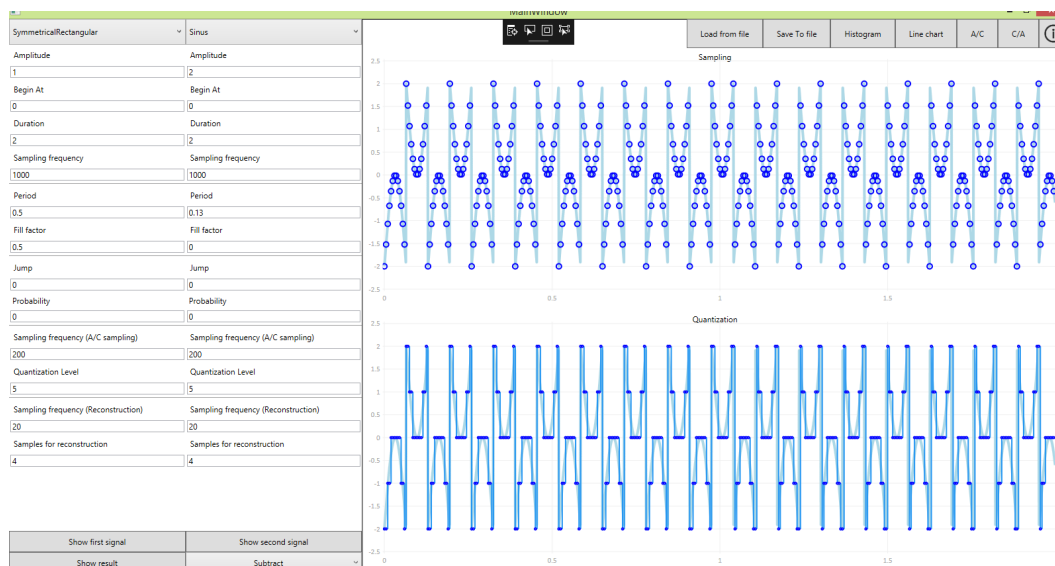 MainWindow
SymmetricalRectangular Sinus
Load from file Save To file Histogram Line chart A/C C/A
Amplitude Amplitude
1 2
Begin At Begin At
0 0
Duration Duration
2 2
Sampling frequency Sampling frequency
1000 1000
Period Period
0.5 0.13
Fill factor Fill factor
0.5 0
Jump Jump
0 0
Probability Probability
0 0
Sampling frequency (A/C sampling) Sampling frequency (A/C sampling)
200 200
Quantization Level Quantization Level
5 5
Sampling frequency (Reconstruction) Sampling frequency (Reconstruction)
20 20
Samples for reconstruction Samples for reconstruction
4 4
Show first signal Show second signal
Show result Subtract
Sampling
2.5
2
1.5
1
0.5
0
-0.5
-1
-1.5
-2
-2.5
0 0.5 1 1.5
Quantization
2.5
2
1.5
1
0.5
0
-0.5
-1
-1.5
-2
-2.5
0 0.5 1 1.5